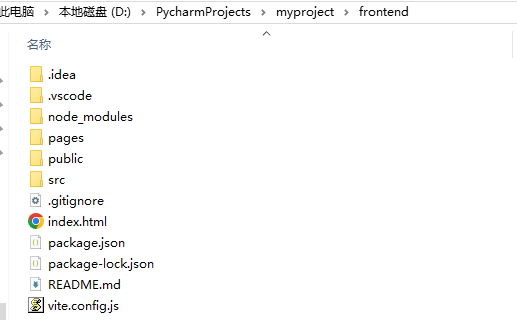 此电脑 本地磁盘 (D:) PycharmProjects myproject frontend
名称
.idea
.vscode
node_modules
pages
public
src
.gitignore
index.html
package.json
package-lock.json
README.md
vite.config.js